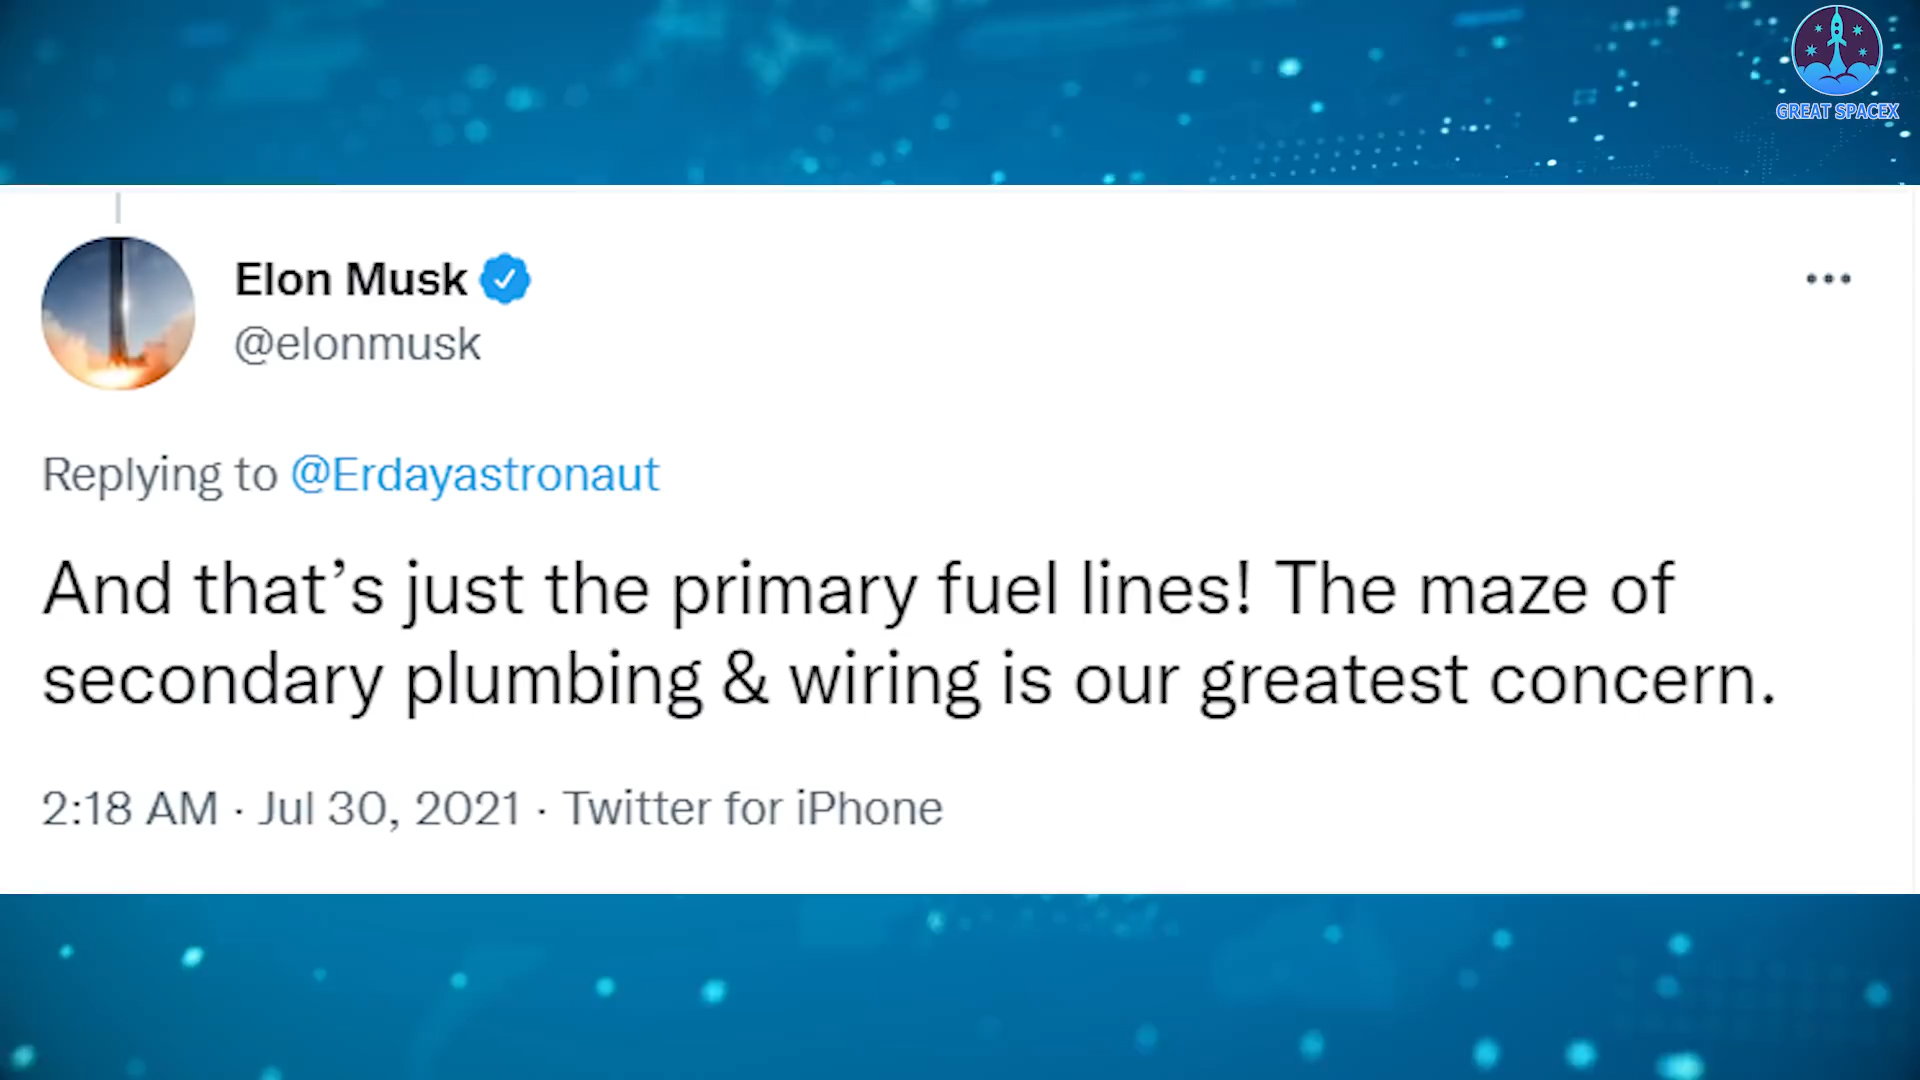 GREAT SPACEX
Elon Musk
@elonmusk
Replying to @Erdayastronaut
And that’s just the primary fuel lines! The maze of
secondary plumbing & wiring is our greatest concern.
2:18 AM · Jul 30, 2021 · Twitter for iPhone